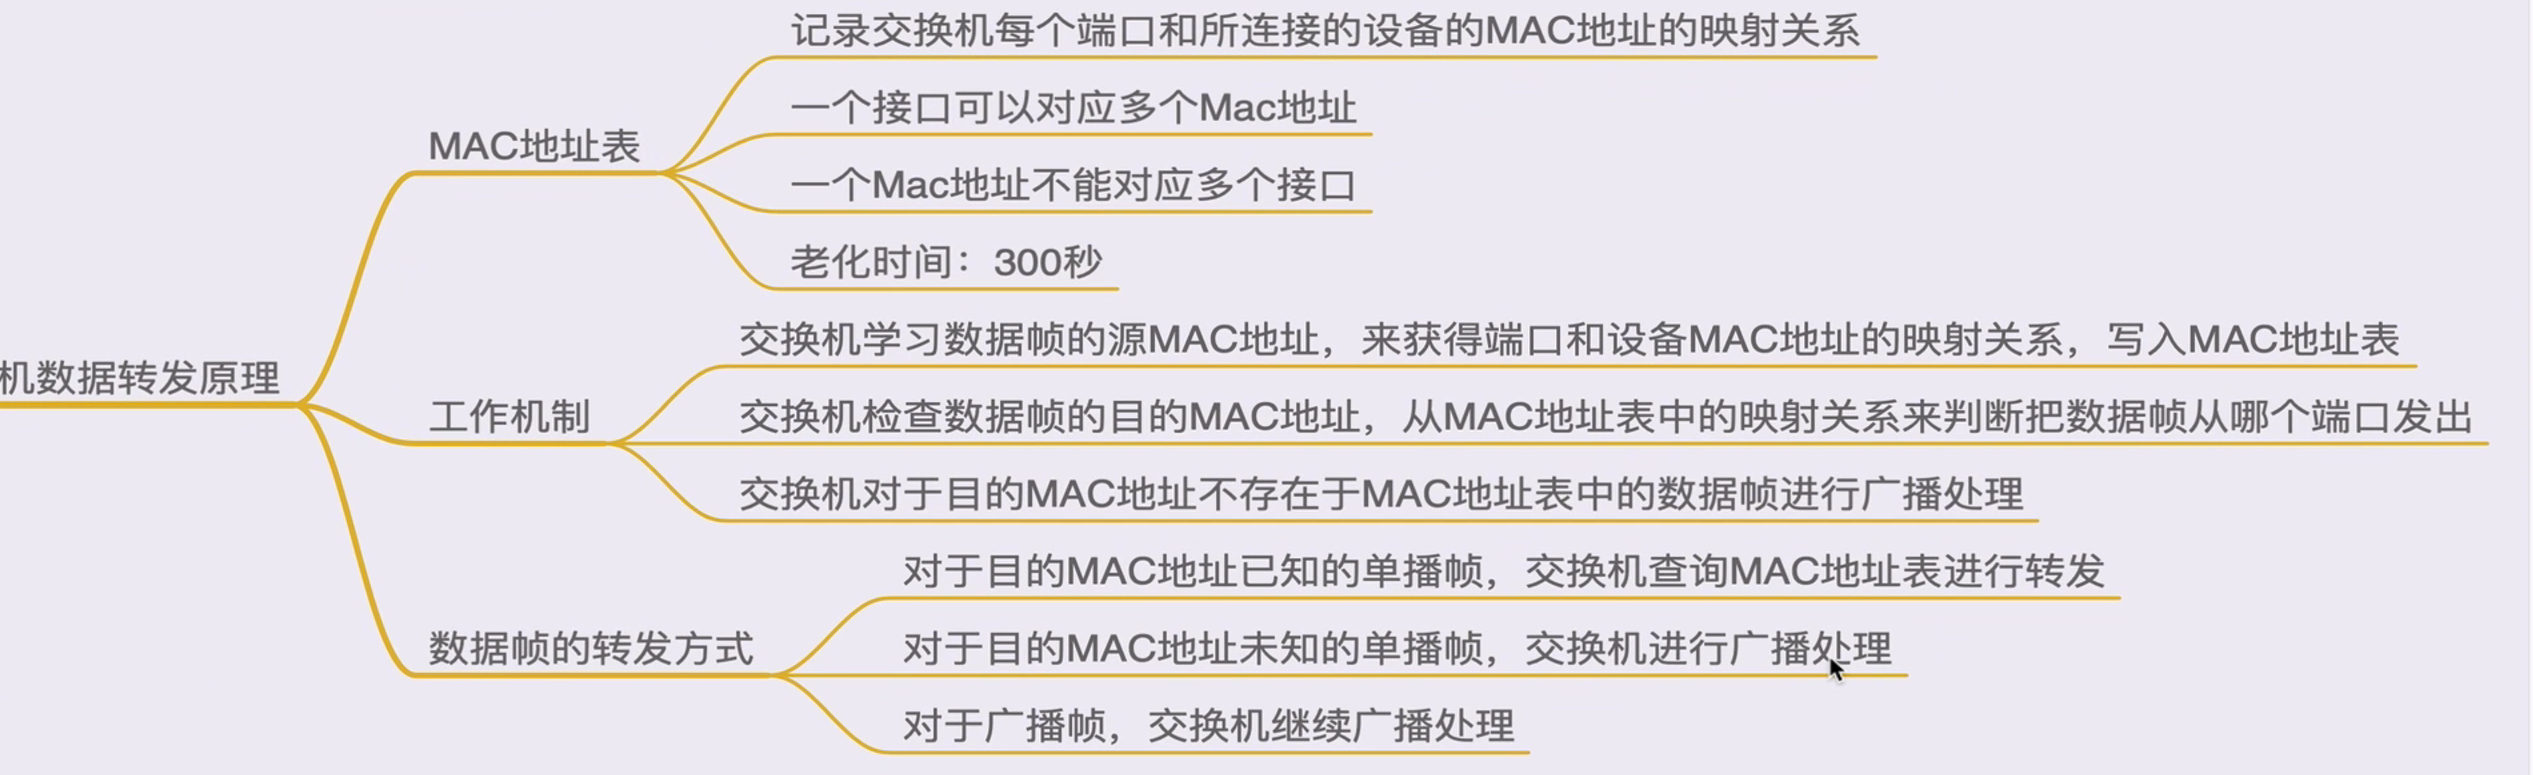 机数据转发原理
MAC地址表
记录交换机每个端口和所连接的设备的MAC地址的映射关系
一个接口可以对应多个Mac地址
一个Mac地址不能对应多个接口
老化时间：300秒
工作机制
交换机学习数据帧的源MAC地址，来获得端口和设备MAC地址的映射关系，写入MAC地址表
交换机检查数据帧的目的MAC地址，从MAC地址表中的映射关系来判断把数据帧从哪个端口发出
交换机对于目的MAC地址不存在于MAC地址表中的数据帧进行广播处理
数据帧的转发方式
对于目的MAC地址已知的单播帧，交换机查询MAC地址表进行转发
对于目的MAC地址未知的单播帧，交换机进行广播处理
对于广播帧，交换机继续广播处理